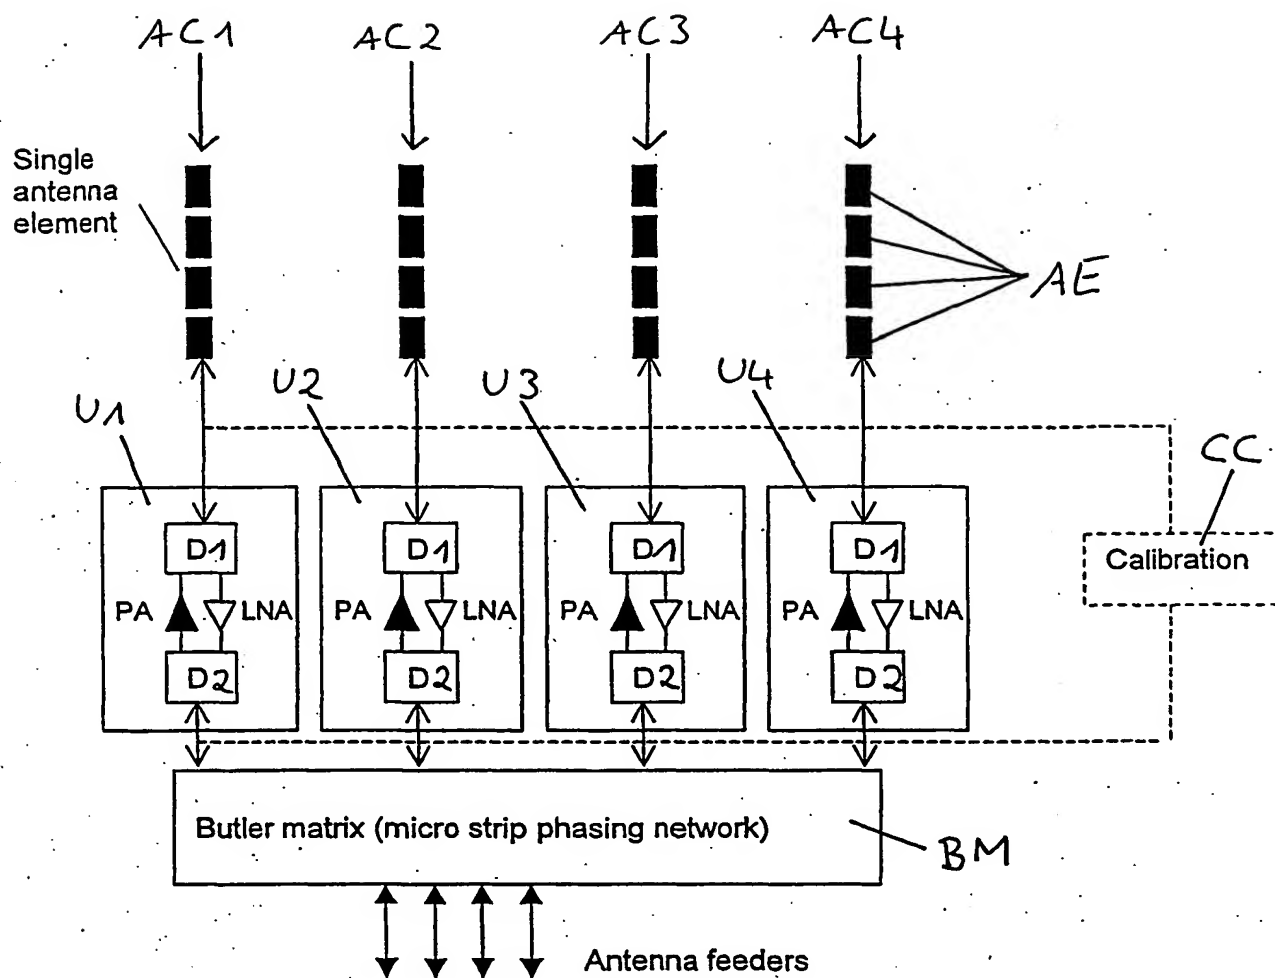 AC1 AC2 AC3 AC4
Single
antenna
element
AE
U1 U2 U3 U4
CC
D1 D1 D1 D1
Calibration
PA LNA PA LNA PA LNA PA LNA
D2 D2 D2 D2
Butler matrix (micro strip phasing network)
BM
Antenna feeders